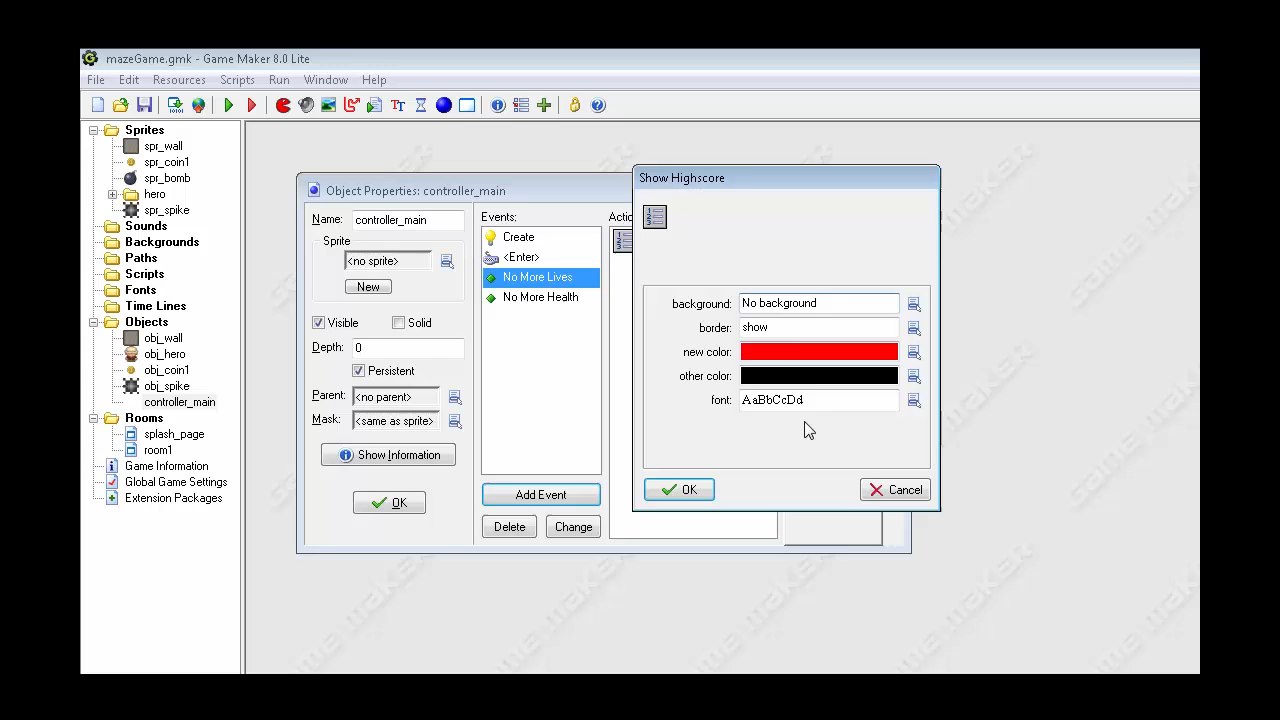 mazeGame.gmk - Game Maker 8.0 Lite
File Edit Resources Scripts Run Window Help
Sprites
spr_wall
spr_coin1
spr_bomb
hero
spr_spike
Sounds
Backgrounds
Paths
Scripts
Fonts
Time Lines
Objects
obj_wall
obj_hero
obj_coin1
obj_spike
controller_main
Rooms
splash_page
room1
Game Information
Global Game Settings
Extension Packages
Object Properties: controller_main
Name: controller_main
Sprite
<no sprite>
New
Visible Solid
Depth: 0
Persistent
Parent: <no parent>
Mask: <same as sprite>
Show Information
OK
Events:
Create
<Enter>
No More Lives
No More Health
Add Event
Delete Change
Show Highscore
background: No background
border: show
new color:
other color:
font: AaBbCcDd
OK Cancel
GAME MAKER